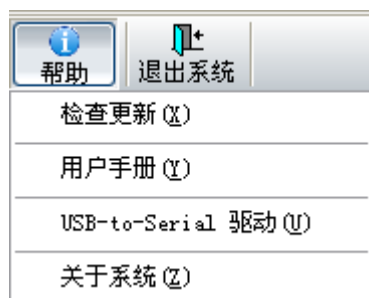 帮助 退出系统
检查更新(X)
用户手册(Y)
USB-to-Serial 驱动(U)
关于系统(Z)